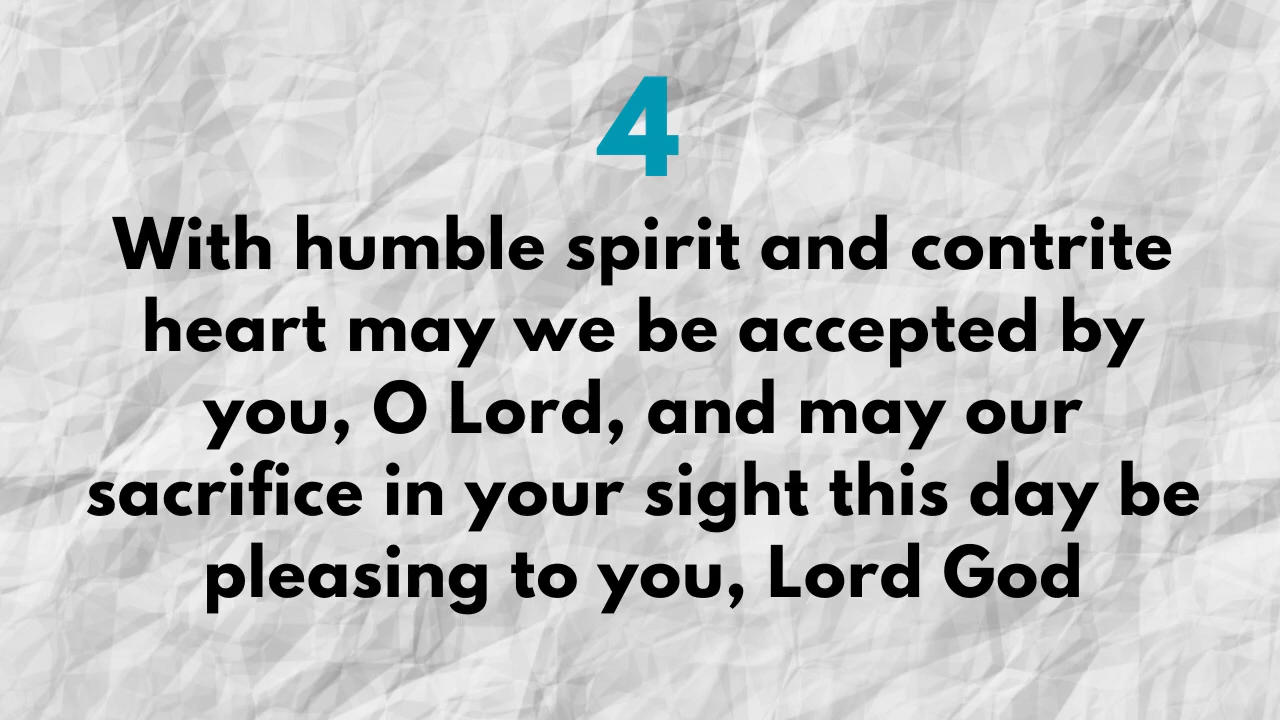 4
With humble spirit and contrite
heart may we be accepted by
you, O Lord, and may our
sacrifice in your sight this day be
pleasing to you, Lord God